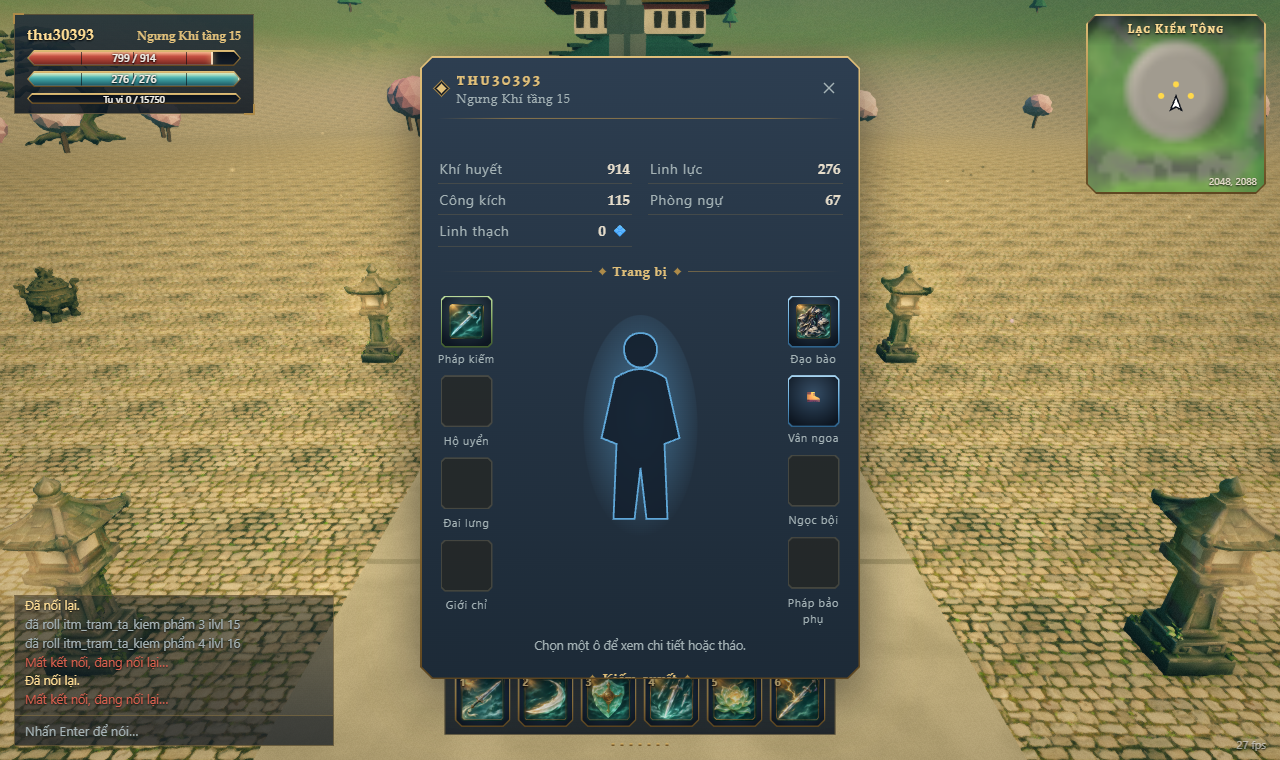 thu30393
Ngưng Khí tầng 15
799 / 914
276 / 276
Tu vi 0 / 15750
LẠC KIẾM TÔNG
2048, 2088
THU30393
Ngưng Khí tầng 15
Khí huyết 914
Linh lực 276
Công kích 115
Phòng ngự 67
Linh thạch 0
Trang bị
Pháp kiếm
Đạo bào
Hộ uyển
Vân ngoa
Đai lưng
Ngọc bội
Giới chỉ
Pháp bảo
phụ
Chọn một ô để xem chi tiết hoặc tháo.
Kiếm quyết
1 2 3 4 5 6
Đã nối lại.
đã roll itm_tram_ta_kiem phẩm 3 ilvl 15
đã roll itm_tram_ta_kiem phẩm 4 ilvl 16
Mất kết nối, đang nối lại...
Đã nối lại.
Mất kết nối, đang nối lại...
Nhấn Enter để nói...
27 fps